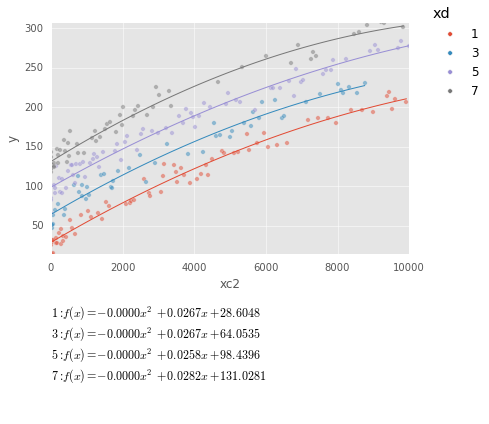 xd
1
3
5
7
300
250
200
150
100
50
y
0 2000 4000 6000 8000 10000
xc2
1 : f(x) = −0.0000x² +0.0267x+28.6048
3 : f(x) = −0.0000x² +0.0267x+64.0535
5 : f(x) = −0.0000x² +0.0258x+98.4396
7 : f(x) = −0.0000x² +0.0282x+131.0281